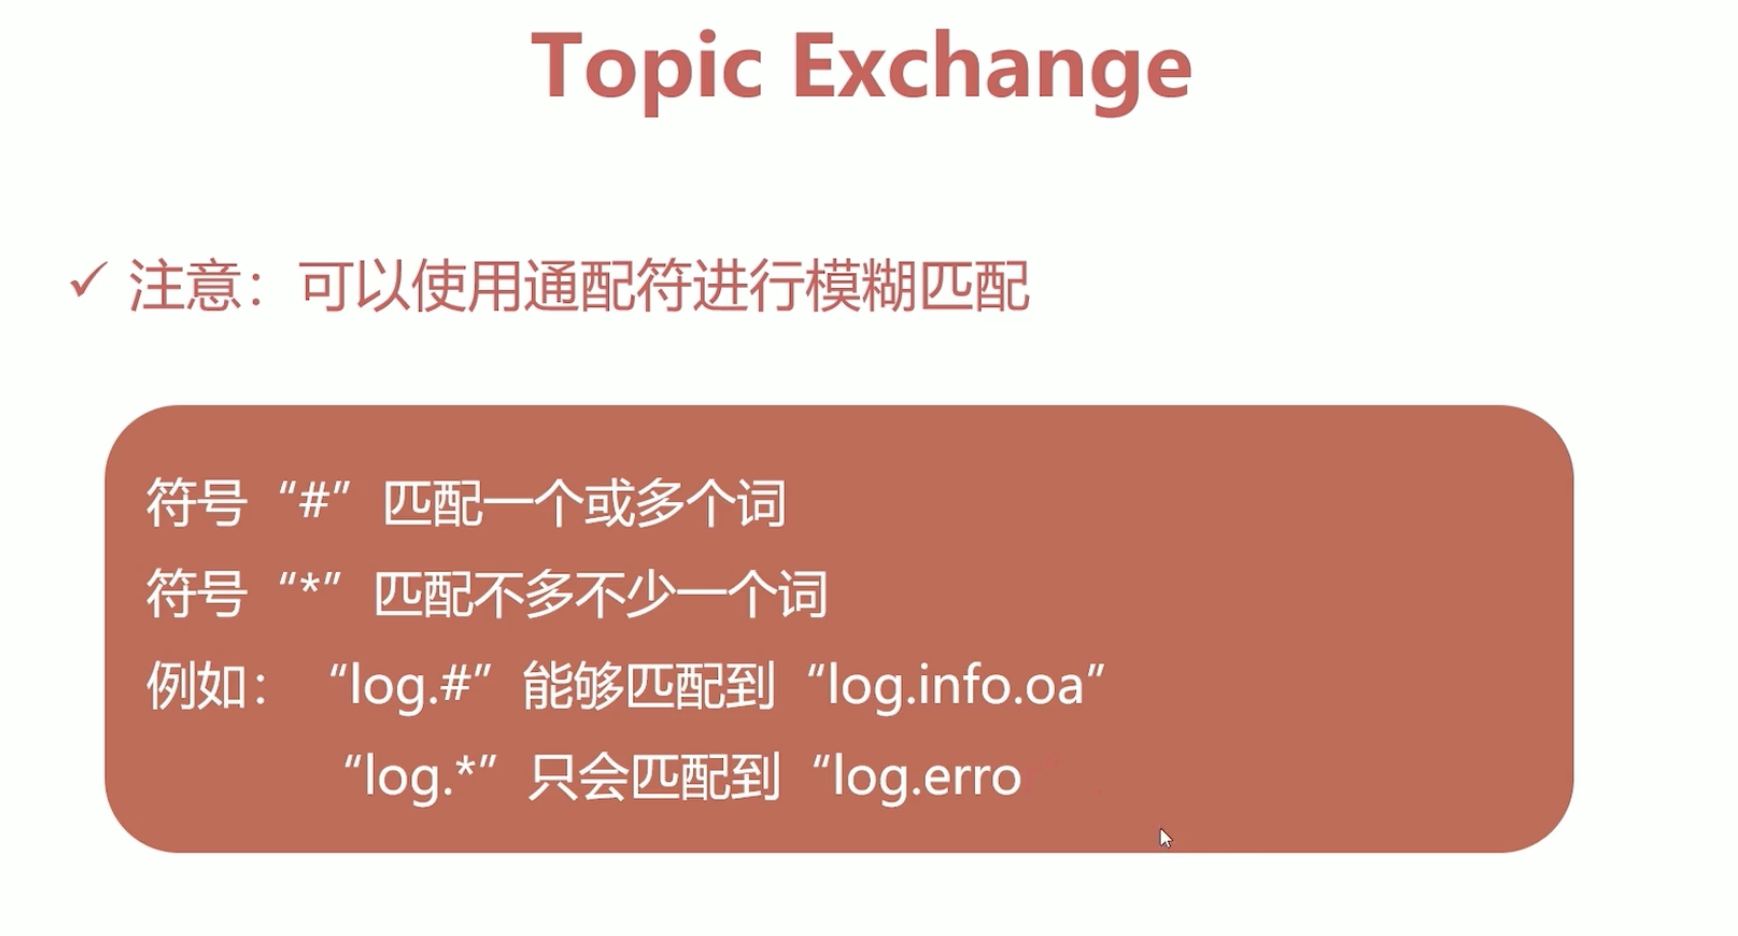 Topic Exchange
✓ 注意：可以使用通配符进行模糊匹配
符号“#”匹配一个或多个词
符号“*”匹配不多不少一个词
例如：“log.#”能够匹配到“log.info.oa”
“log.*”只会匹配到“log.erro